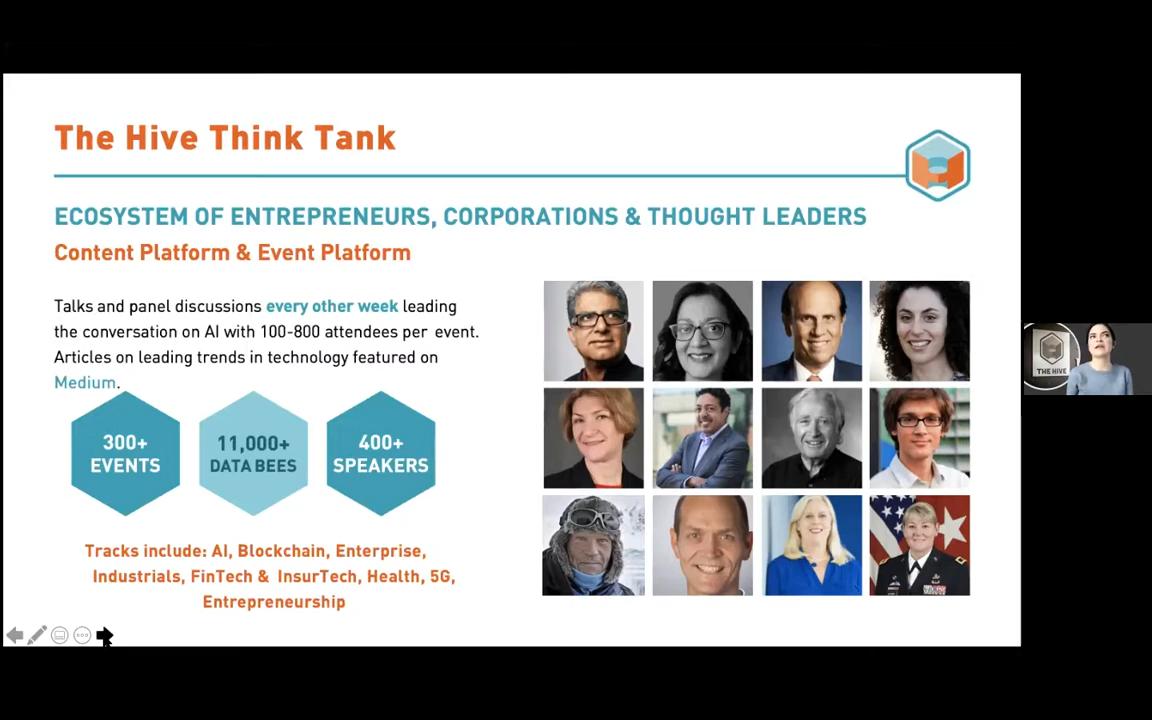 The Hive Think Tank
ECOSYSTEM OF ENTREPRENEURS, CORPORATIONS & THOUGHT LEADERS
Content Platform & Event Platform
Talks and panel discussions every other week leading
the conversation on AI with 100-800 attendees per event.
Articles on leading trends in technology featured on
Medium.
300+
EVENTS
11,000+
DATA BEES
400+
SPEAKERS
Tracks include: AI, Blockchain, Enterprise,
Industrials, FinTech & InsurTech, Health, 5G,
Entrepreneurship
THE HIVE